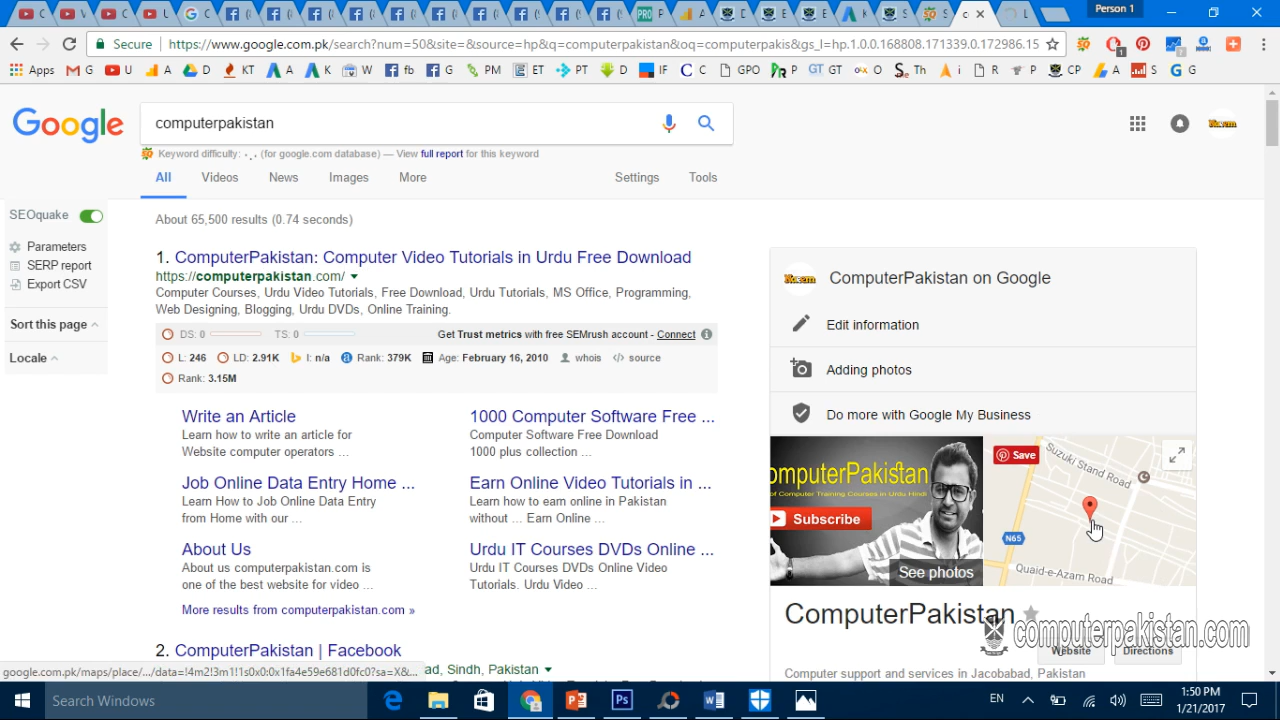 Person 1
Secure
https://www.google.com.pk/search?num=50&site=&source=hp&q=computerpakistan&oq=computerpakis&gs_l=hp.1.0.0.168808.171339.0.172986.15
Apps G YouTube
Google
computerpakistan
Keyword difficulty: (for google.com database) — View full report for this keyword
All Videos News Images More Settings Tools
SEOquake
Parameters
SERP report
Export CSV
Sort this page
Locale
About 65,500 results (0.74 seconds)
1. ComputerPakistan: Computer Video Tutorials in Urdu Free Download
https://computerpakistan.com/
Computer Courses, Urdu Video Tutorials, Free Download, Urdu Tutorials, MS Office, Programming,
Web Designing, Blogging, Urdu DVDs, Online Training.
DS: 0 TS: 0 Get Trust metrics with free SEMrush account - Connect
L: 246 LD: 2.91K I: n/a Rank: 379K Age: February 16, 2010 whois source
Rank: 3.15M
Write an Article
Learn how to write an article for
Website computer operators ...
1000 Computer Software Free ...
Computer Software Free Download
1000 plus collection ...
Job Online Data Entry Home ...
Learn How to Job Online Data Entry
from Home with our ...
Earn Online Video Tutorials in ...
Learn how to earn online in Pakistan
without ... Earn Online ...
About Us
About us computerpakistan.com is
one of the best website for video ...
Urdu IT Courses DVDs Online ...
Urdu IT Courses DVDs Online Video
Tutorials. Urdu Video ...
More results from computerpakistan.com »
2. ComputerPakistan | Facebook
ad, Sindh, Pakistan
google.com.pk/maps/place/.../data=!4m2!3m1!1s0x0:0x1fa4e59e681d0fc0?sa=X&...
ComputerPakistan on Google
Edit information
Adding photos
Do more with Google My Business
omputerPakistan
of Computer Training Courses in Urdu Hindi
Subscribe
See photos
Save
Suzuki Stand Road
N65
Quaid-e-Azam Road
ComputerPakistan
computerpakistan.com
Website Directions
Computer support and services in Jacobabad, Pakistan
Search Windows
EN
1:50 PM
1/21/2017